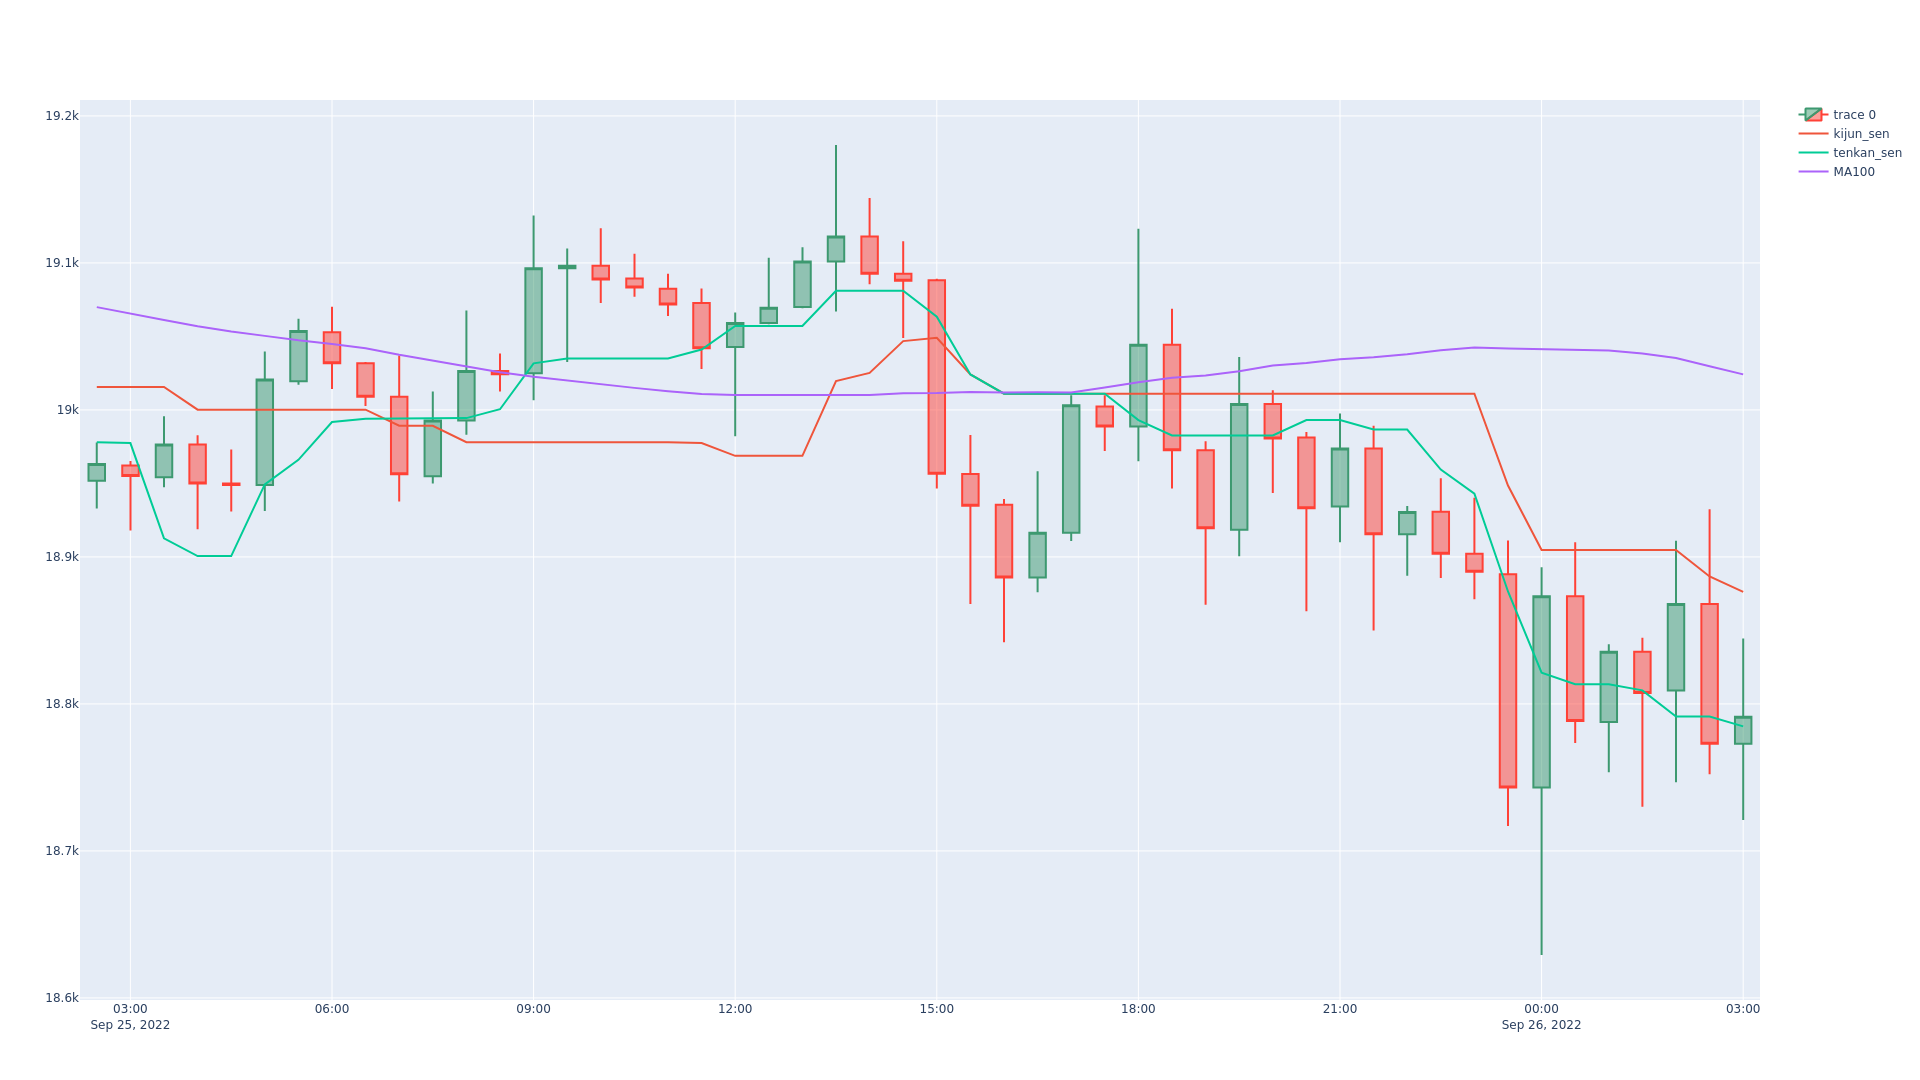 19.2k
19.1k
19k
18.9k
18.8k
18.7k
18.6k
03:00 06:00 09:00 12:00 15:00 18:00 21:00 00:00 03:00
Sep 25, 2022 Sep 26, 2022
trace 0
kijun_sen
tenkan_sen
MA100